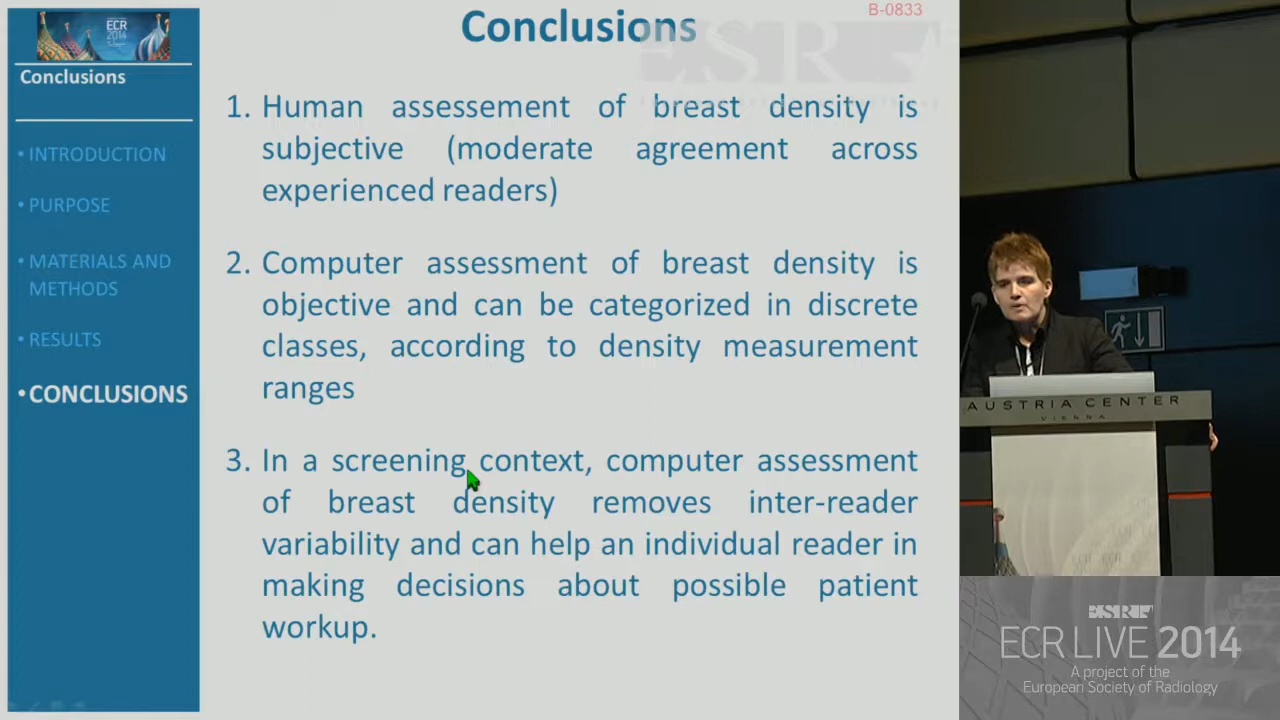 Conclusions
B-0833
ECR
2014
Conclusions
• INTRODUCTION
• PURPOSE
• MATERIALS AND
METHODS
• RESULTS
•CONCLUSIONS
1. Human assessement of breast density is
subjective (moderate agreement across
experienced readers)
2. Computer assessment of breast density is
objective and can be categorized in discrete
classes, according to density measurement
ranges
3. In a screening context, computer assessment
of breast density removes inter-reader
variability and can help an individual reader in
making decisions about possible patient
workup.
AUSTRIA CENTER
VIENNA
ESRF
ECR LIVE 2014
A project of the
European Society of Radiology